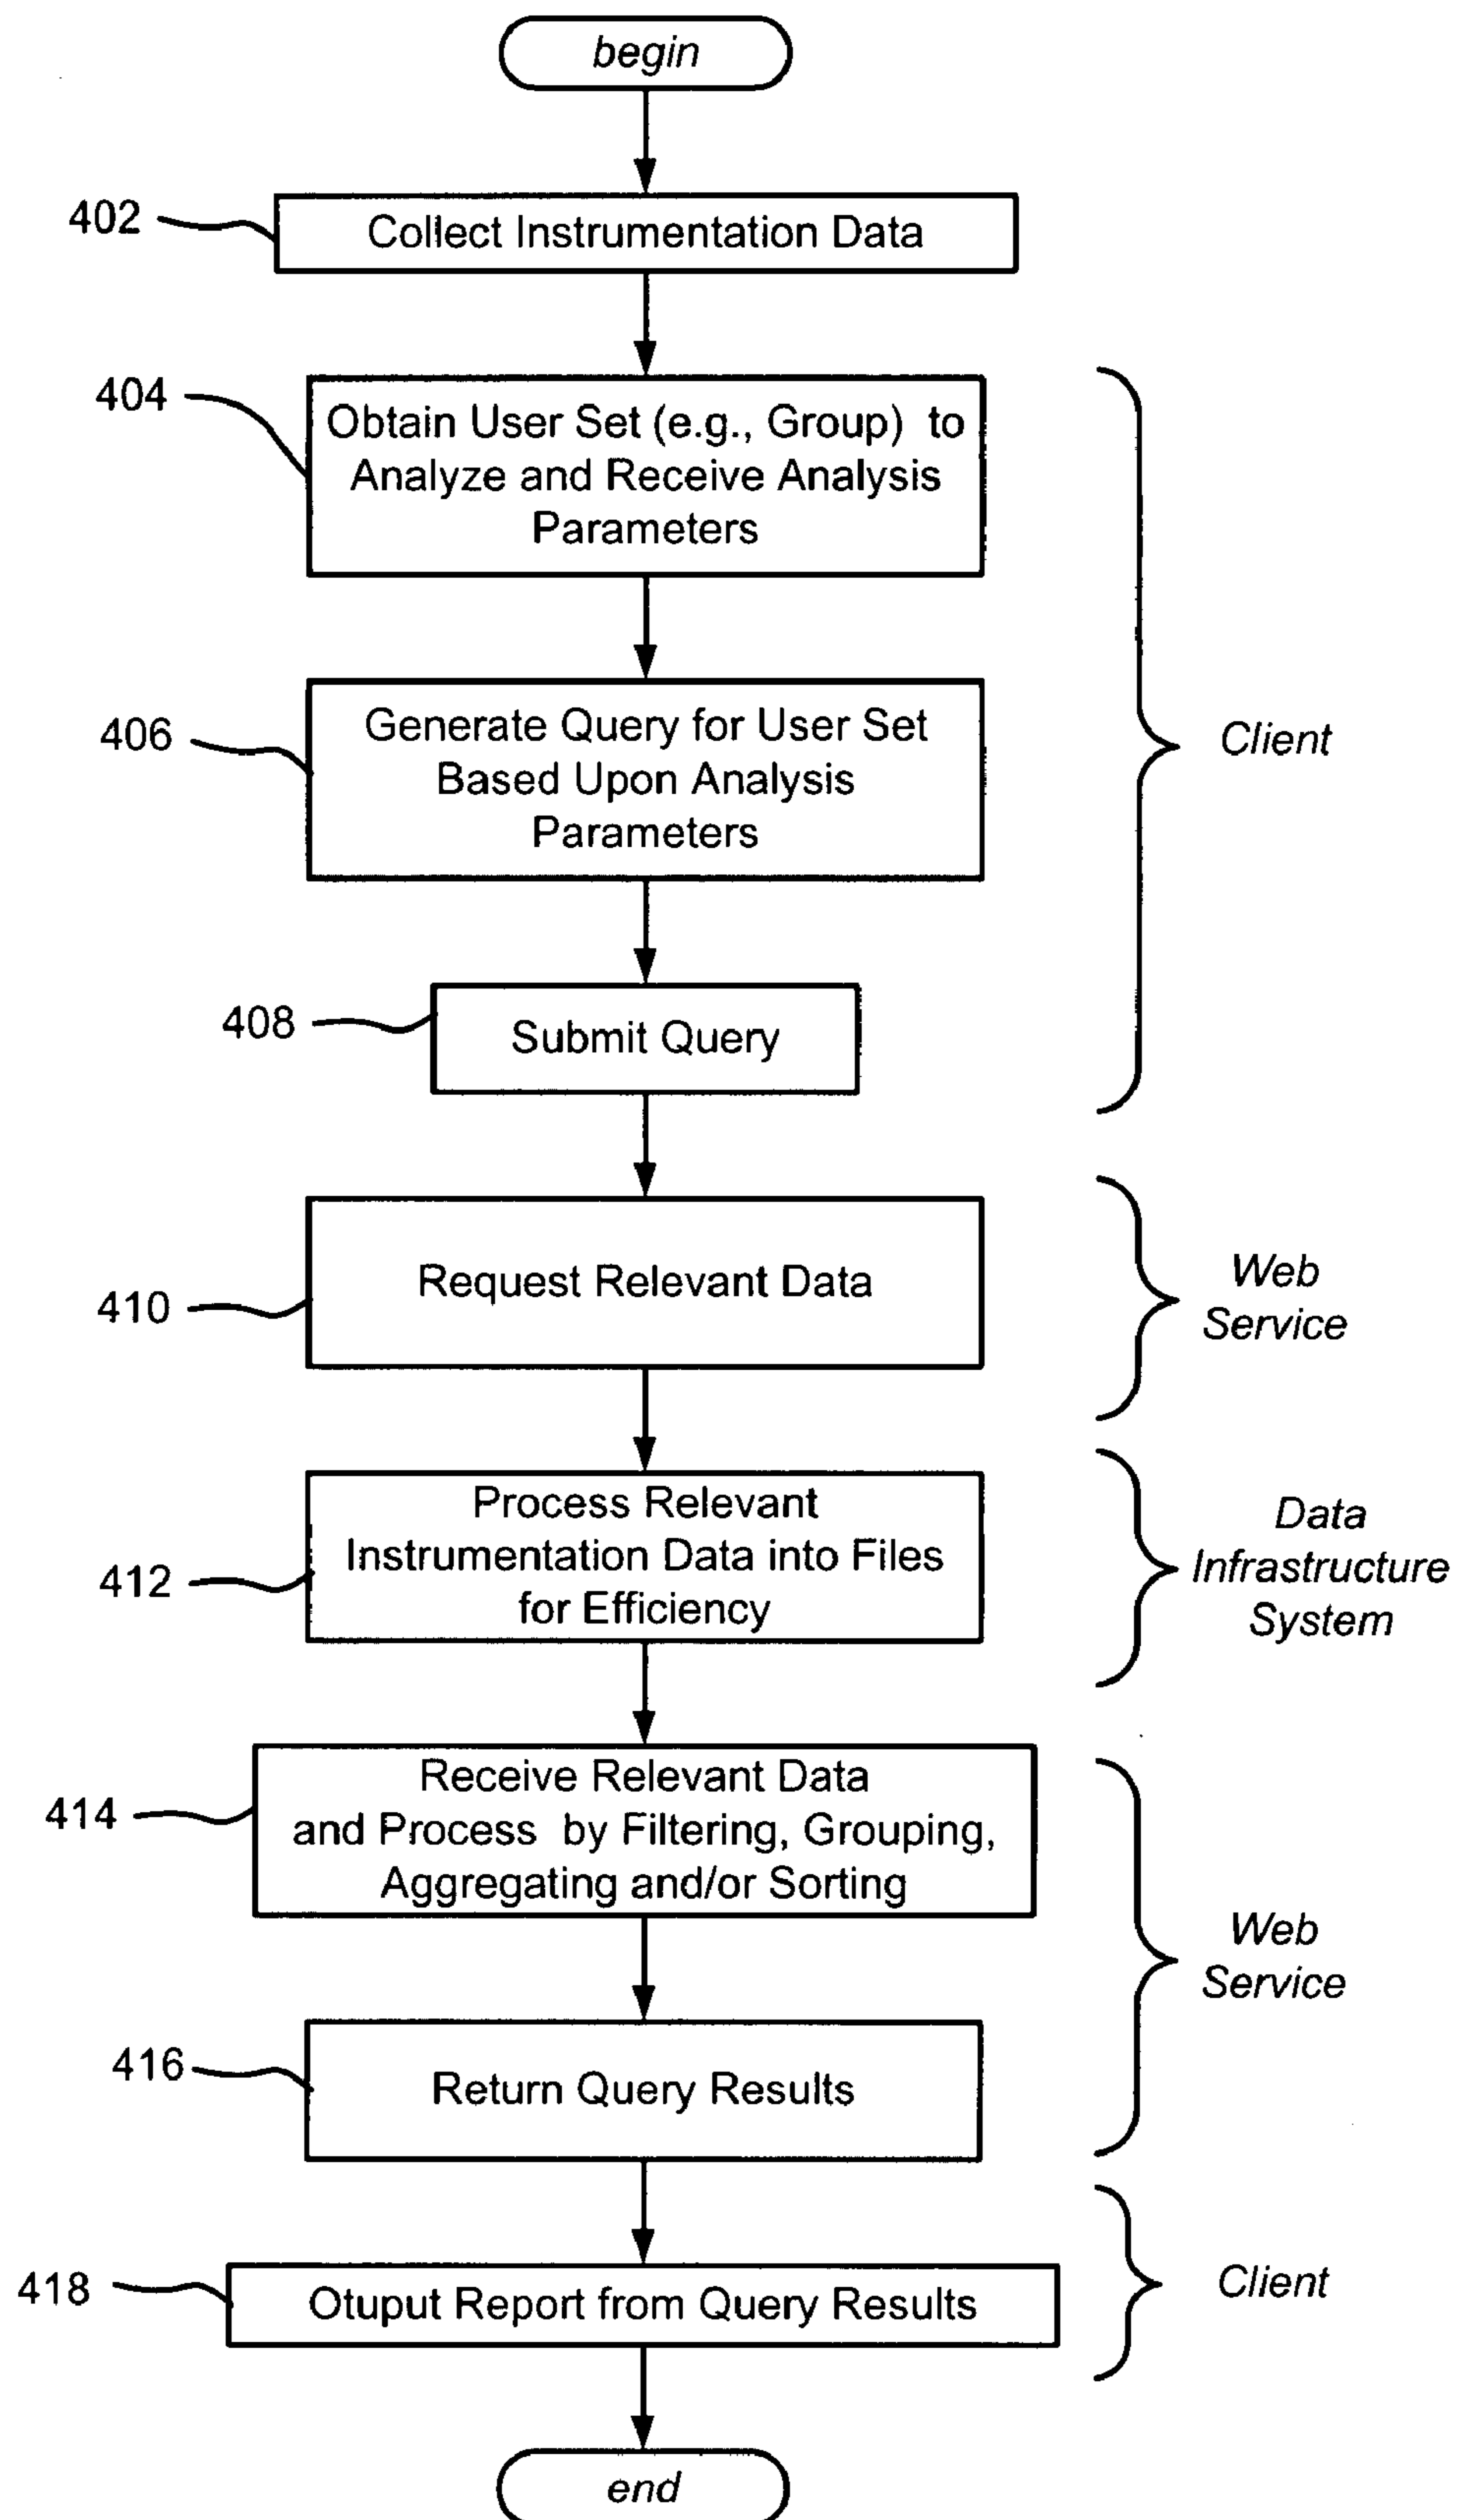 begin
402
Collect Instrumentation Data
404
Obtain User Set (e.g., Group) to
Analyze and Receive Analysis
Parameters
406
Generate Query for User Set
Based Upon Analysis
Parameters
Client
408
Submit Query
410
Request Relevant Data
Web
Service
412
Process Relevant
Instrumentation Data into Files
for Efficiency
Data
Infrastructure
System
414
Receive Relevant Data
and Process by Filtering, Grouping,
Aggregating and/or Sorting
Web
Service
416
Return Query Results
418
Otuput Report from Query Results
Client
end